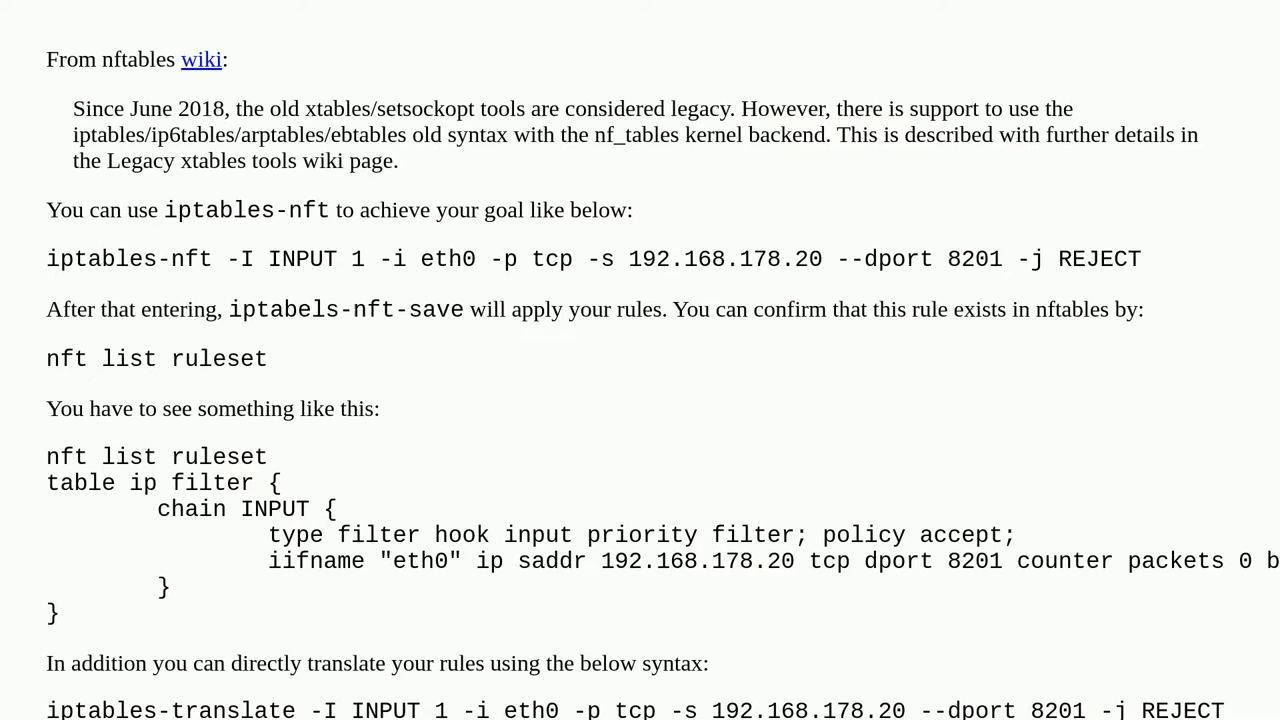 From nftables wiki:
Since June 2018, the old xtables/setsockopt tools are considered legacy. However, there is support to use the
iptables/ip6tables/arptables/ebtables old syntax with the nf_tables kernel backend. This is described with further details in
the Legacy xtables tools wiki page.
You can use iptables-nft to achieve your goal like below:
iptables-nft -I INPUT 1 -i eth0 -p tcp -s 192.168.178.20 --dport 8201 -j REJECT
After that entering, iptabels-nft-save will apply your rules. You can confirm that this rule exists in nftables by:
nft list ruleset
You have to see something like this:
nft list ruleset
table ip filter {
        chain INPUT {
                type filter hook input priority filter; policy accept;
                iifname "eth0" ip saddr 192.168.178.20 tcp dport 8201 counter packets 0 b
        }
}
In addition you can directly translate your rules using the below syntax:
iptables-translate -I INPUT 1 -i eth0 -p tcp -s 192.168.178.20 --dport 8201 -j REJECT